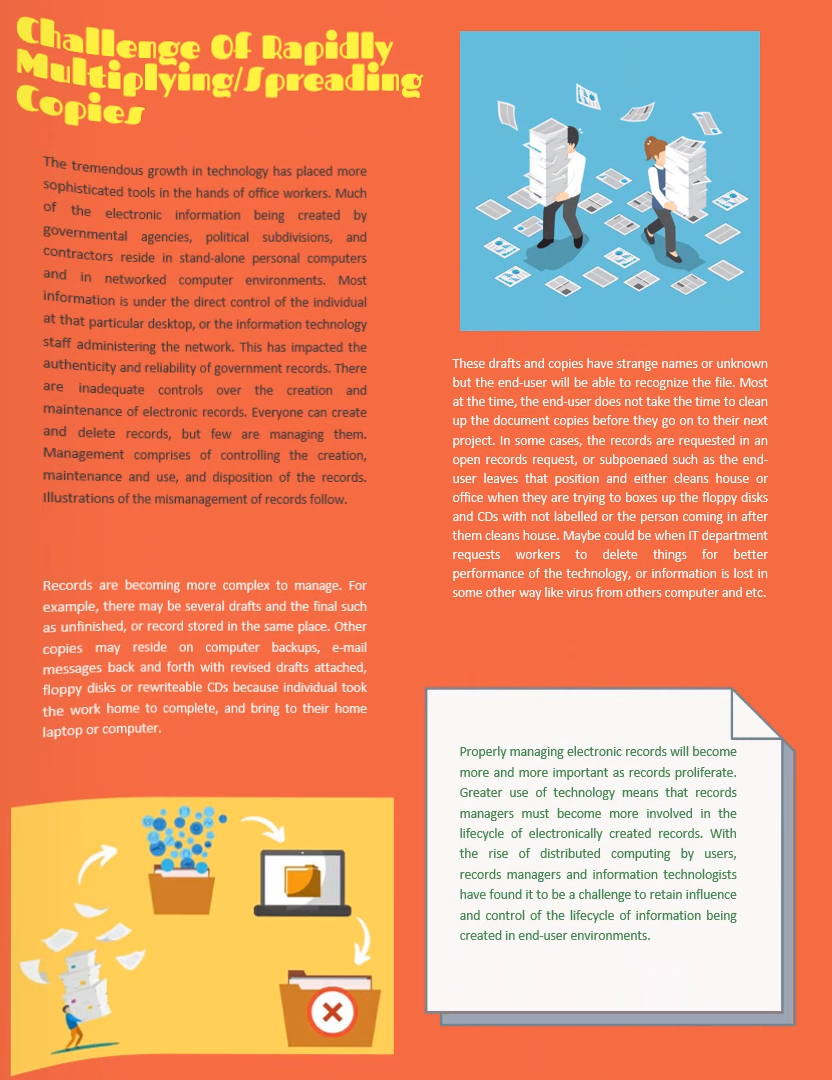 Challenge Of Rapidly
Multiplying/Spreading
Copies
The tremendous growth in technology has placed more
sophisticated tools in the hands of office workers. Much
of the electronic information being created by
governmental agencies, political subdivisions, and
contractors reside in stand-alone personal computers
and in networked computer environments. Most
information is under the direct control of the individual
at that particular desktop, or the information technology
staff administering the network. This has impacted the
authenticity and reliability of government records. There
are inadequate controls over the creation and
maintenance of electronic records. Everyone can create
and delete records, but few are managing them.
Management comprises of controlling the creation,
maintenance and use, and disposition of the records.
Illustrations of the mismanagement of records follow.
Records are becoming more complex to manage. For
example, there may be several drafts and the final such
as unfinished, or record stored in the same place. Other
copies may reside on computer backups, e-mail
messages back and forth with revised drafts attached,
floppy disks or rewriteable CDs because individual took
the work home to complete, and bring to their home
laptop or computer.
These drafts and copies have strange names or unknown
but the end-user will be able to recognize the file. Most
at the time, the end-user does not take the time to clean
up the document copies before they go on to their next
project. In some cases, the records are requested in an
open records request, or subpoenaed such as the end-
user leaves that position and either cleans house or
office when they are trying to boxes up the floppy disks
and CDs with not labelled or the person coming in after
them cleans house. Maybe could be when IT department
requests workers to delete things for better
performance of the technology, or information is lost in
some other way like virus from others computer and etc.
Properly managing electronic records will become
more and more important as records proliferate.
Greater use of technology means that records
managers must become more involved in the
lifecycle of electronically created records. With
the rise of distributed computing by users,
records managers and information technologists
have found it to be a challenge to retain influence
and control of the lifecycle of information being
created in end-user environments.